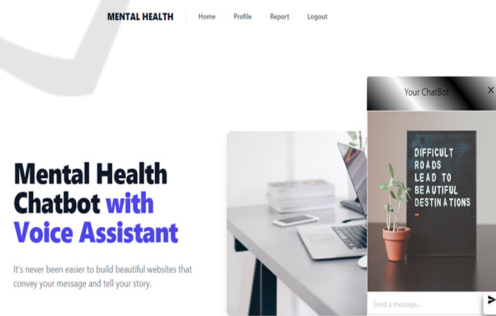 MENTAL HEALTH Home Profile Report Logout
Your ChatBot X
DIFFICULT
ROADS
LEAD TO
BEAUTIFUL
DESTINATIONS
Mental Health
Chatbot with
Voice Assistant
It's never been easier to build beautiful websites that
convey your message and tell your story.
Send a message...